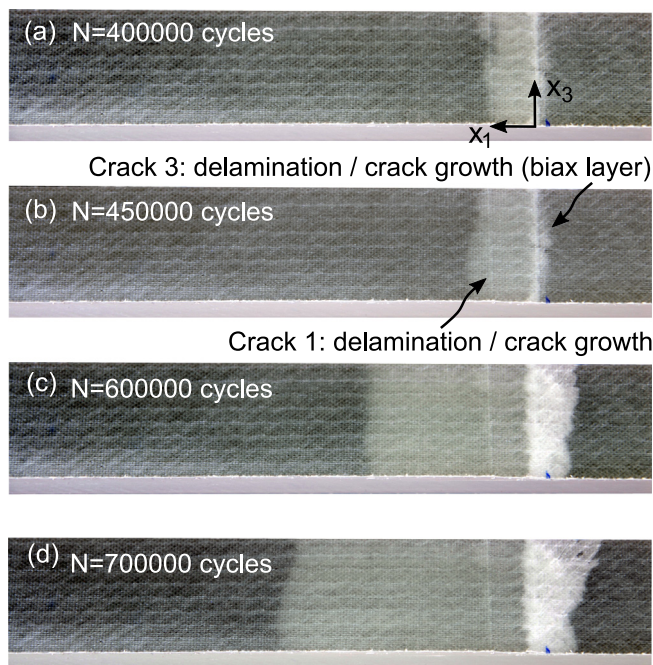 (a) N=400000 cycles
x3
x1
Crack 3: delamination / crack growth (biax layer)
(b) N=450000 cycles
Crack 1: delamination / crack growth
(c) N=600000 cycles
(d) N=700000 cycles